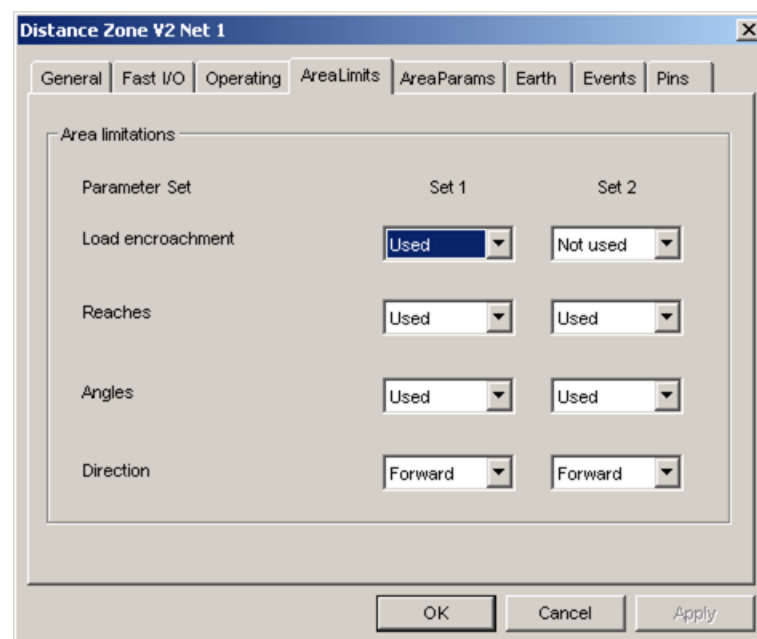 Distance Zone V2 Net 1
General Fast I/O Operating AreaLimits AreaParams Earth Events Pins
Area limitations
Parameter Set Set 1 Set 2
Load encroachment Used Not used
Reaches Used Used
Angles Used Used
Direction Forward Forward
OK Cancel Apply